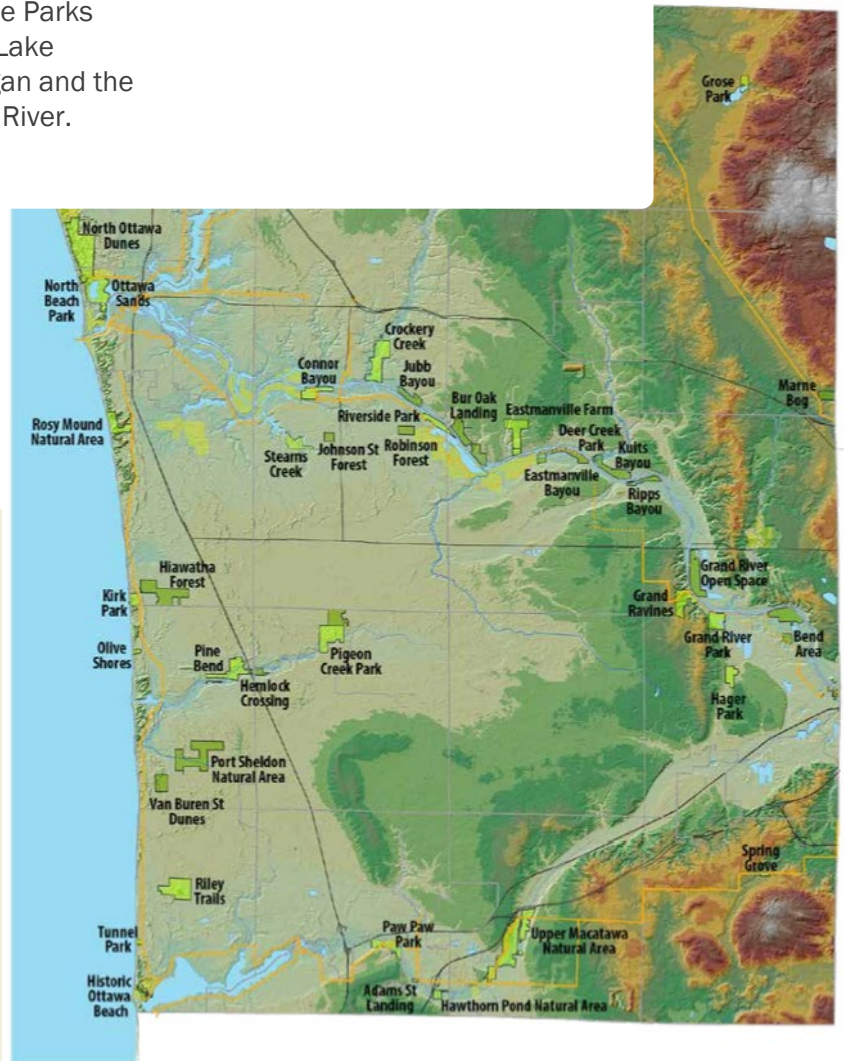 e Parks
Lake
gan and the
River.
Grose
Park
North Ottawa
Dunes
North
Beach
Park
Ottawa
Sands
Crockery
Creek
Connor
Bayou
Jubb
Bayou
Marne
Bog
Bur Oak
Landing
Eastmanville Farm
Riverside Park
Rosy Mound
Natural Area
Deer Creek
Park
Kuits
Bayou
Stearns
Creek
Johnson St
Forest
Robinson
Forest
Eastmanville
Bayou
Ripps
Bayou
Hiawatha
Forest
Grand River
Open Space
Kirk
Park
Grand
Ravines
Olive
Shores
Pine
Bend
Pigeon
Creek Park
Grand River
Park
Bend
Area
Hemlock
Crossing
Hager
Park
Port Sheldon
Natural Area
Van Buren St
Dunes
Spring
Grove
Riley
Trails
Tunnel
Park
Paw Paw
Park
Upper Macatawa
Natural Area
Historic
Ottawa
Beach
Adams St
Landing
Hawthorn Pond Natural Area